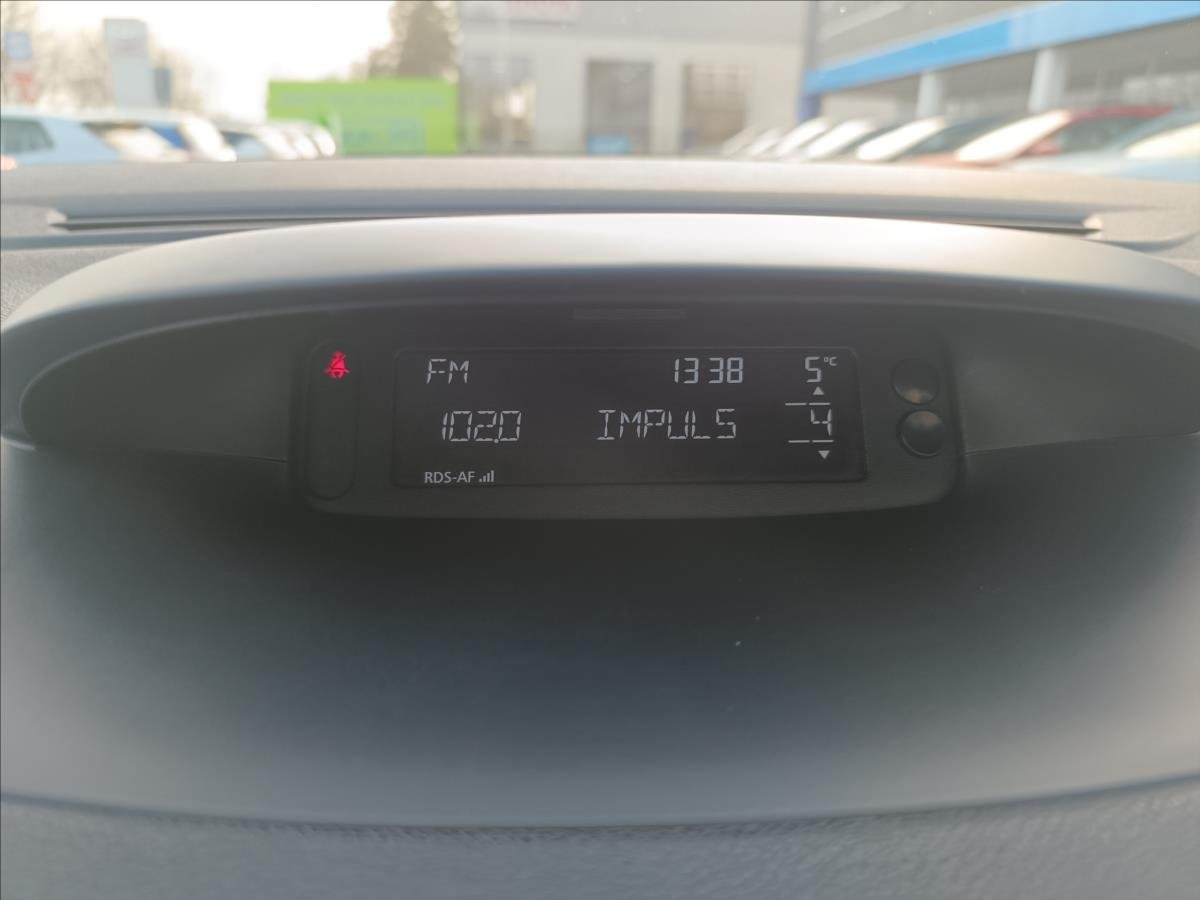 FM 13 38 5°C
102.0 IMPULS 4
RDS-AF